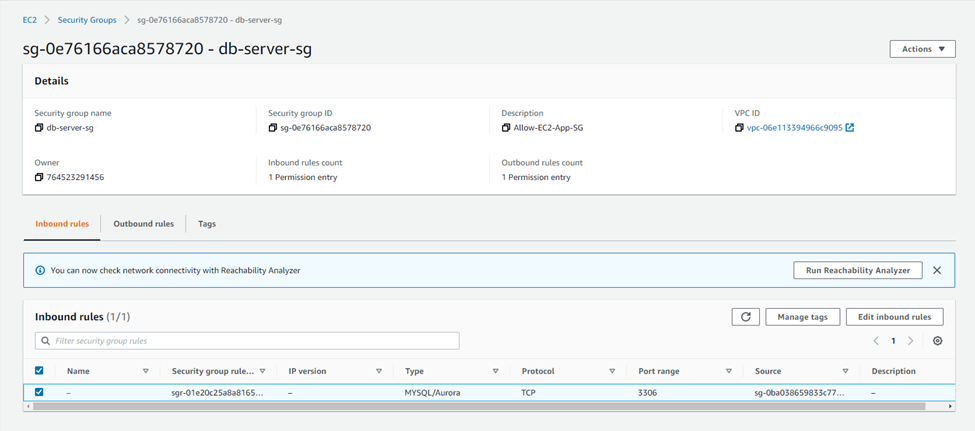 EC2 > Security Groups > sg-0e76166aca8578720 - db-server-sg
sg-0e76166aca8578720 - db-server-sg
Actions ▼
Details
Security group name Security group ID Description VPC ID
db-server-sg sg-0e76166aca8578720 Allow-EC2-App-SG vpc-06e113394966c9095
Owner Inbound rules count Outbound rules count
764523291456 1 Permission entry 1 Permission entry
Inbound rules Outbound rules Tags
You can now check network connectivity with Reachability Analyzer Run Reachability Analyzer
Inbound rules (1/1) Manage tags Edit inbound rules
Filter security group rules 1
Name Security group rule... IP version Type Protocol Port range Source Description
– sgr-01e20c25a8a8165... – MYSQL/Aurora TCP 3306 sg-0ba038659833c77... –